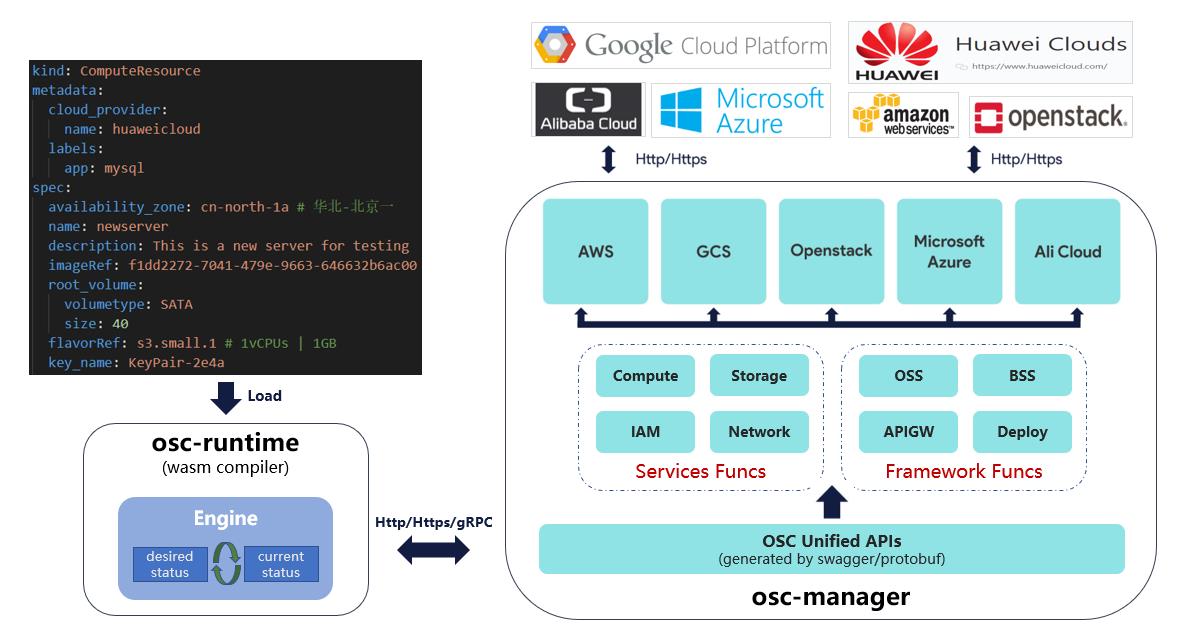 Google Cloud Platform
HUAWEI
Huawei Clouds
https://www.huaweicloud.com/
Alibaba Cloud
Microsoft
Azure
amazon
webservices™
openstack.
Http/Https
Http/Https
kind: ComputeResource
metadata:
cloud_provider:
name: huaweicloud
labels:
app: mysql
spec:
availability_zone: cn-north-1a # 华北-北京一
name: newserver
description: This is a new server for testing
imageRef: f1dd2272-7041-479e-9663-646632b6ac00
root_volume:
volumetype: SATA
size: 40
flavorRef: s3.small.1 # 1vCPUs | 1GB
key_name: KeyPair-2e4a
Load
osc-runtime
(wasm compiler)
Engine
desired
status
current
status
Http/Https/gRPC
AWS
GCS
Openstack
Microsoft
Azure
Ali Cloud
Compute
Storage
IAM
Network
Services Funcs
OSS
BSS
APIGW
Deploy
Framework Funcs
OSC Unified APIs
(generated by swagger/protobuf)
osc-manager